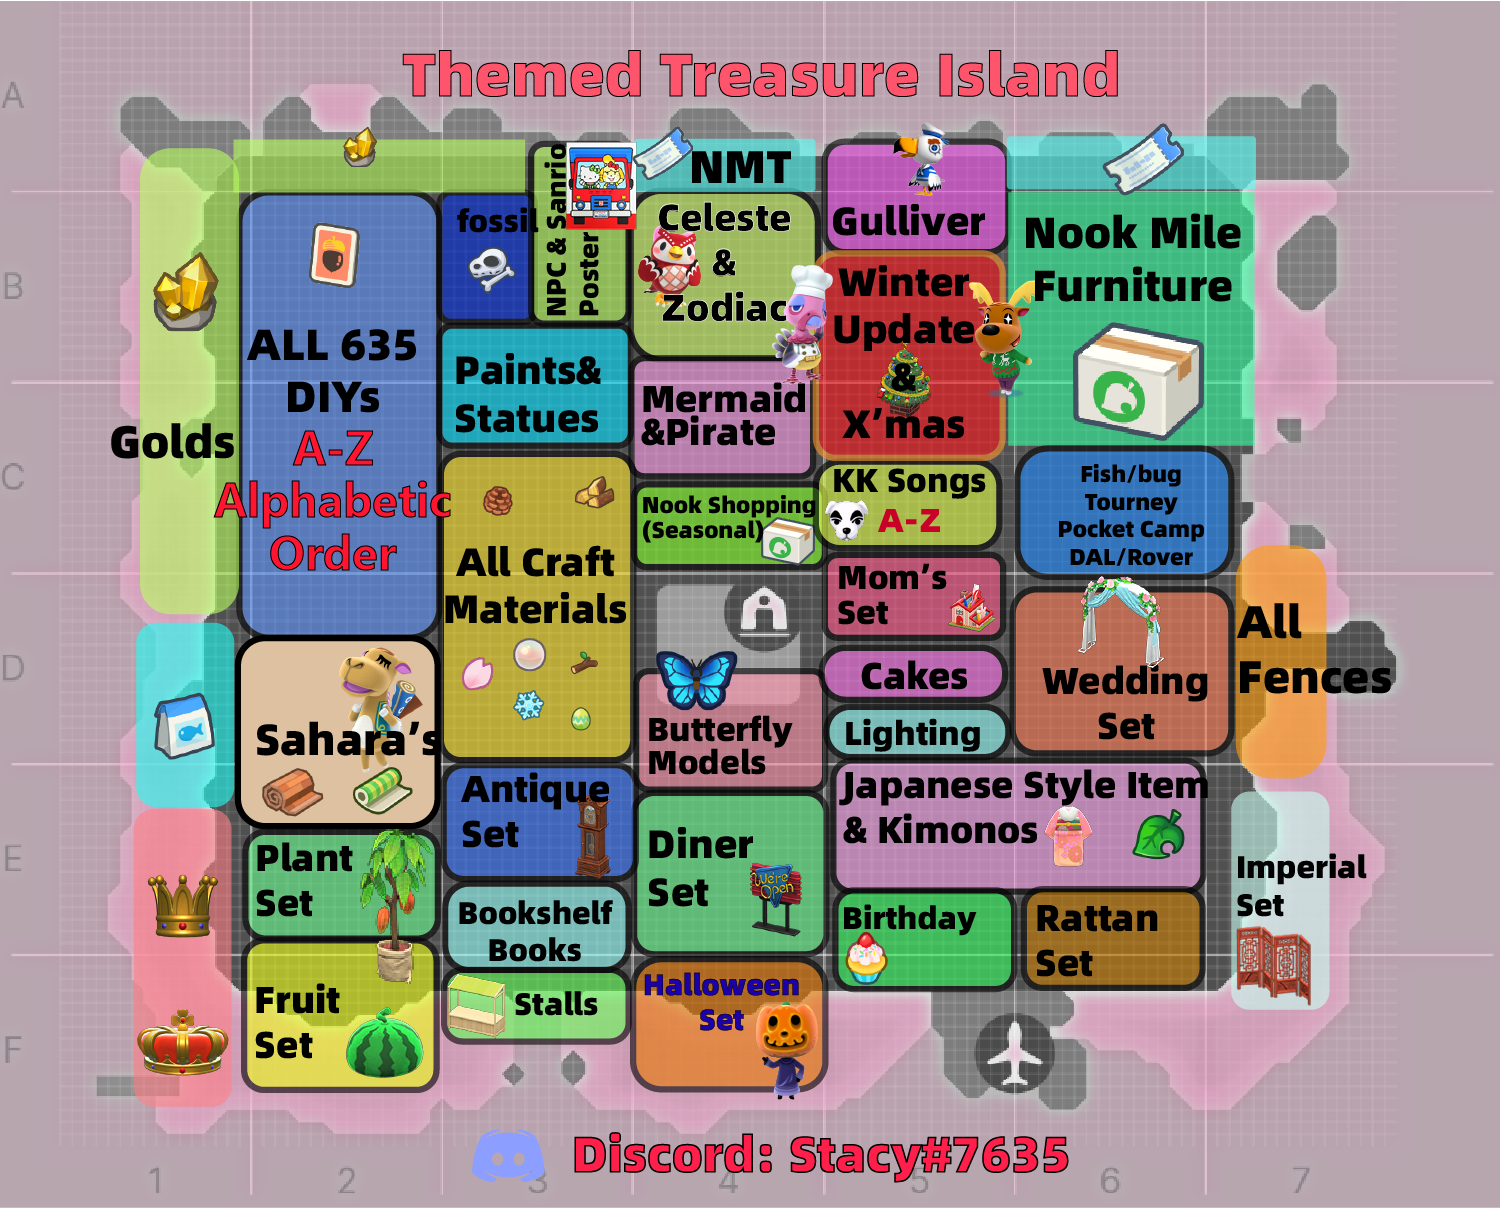 Themed Treasure Island
A
B
C
D
E
F
Golds
ALL 635
DIYs
A-Z
Alphabetic
Order
Sahara's
Plant
Set
Fruit
Set
fossil
NPC & Sanrio
Poster
Paints&
Statues
All Craft
Materials
Antique
Set
Bookshelf
Books
Stalls
NMT
Celeste
&
Zodiac
Mermaid
&Pirate
Nook Shopping
(Seasonal)
Butterfly
Models
Diner
Set
We're
Open
Halloween
Set
Gulliver
Winter
Update
&
X'mas
KK Songs
A-Z
Mom's
Set
Cakes
Lighting
Japanese Style Item
& Kimonos
Birthday
Rattan
Set
Nook Mile
Furniture
Fish/bug
Tourney
Pocket Camp
DAL/Rover
Wedding
Set
All
Fences
Imperial
Set
Discord: Stacy#7635
1
2
3
4
5
6
7